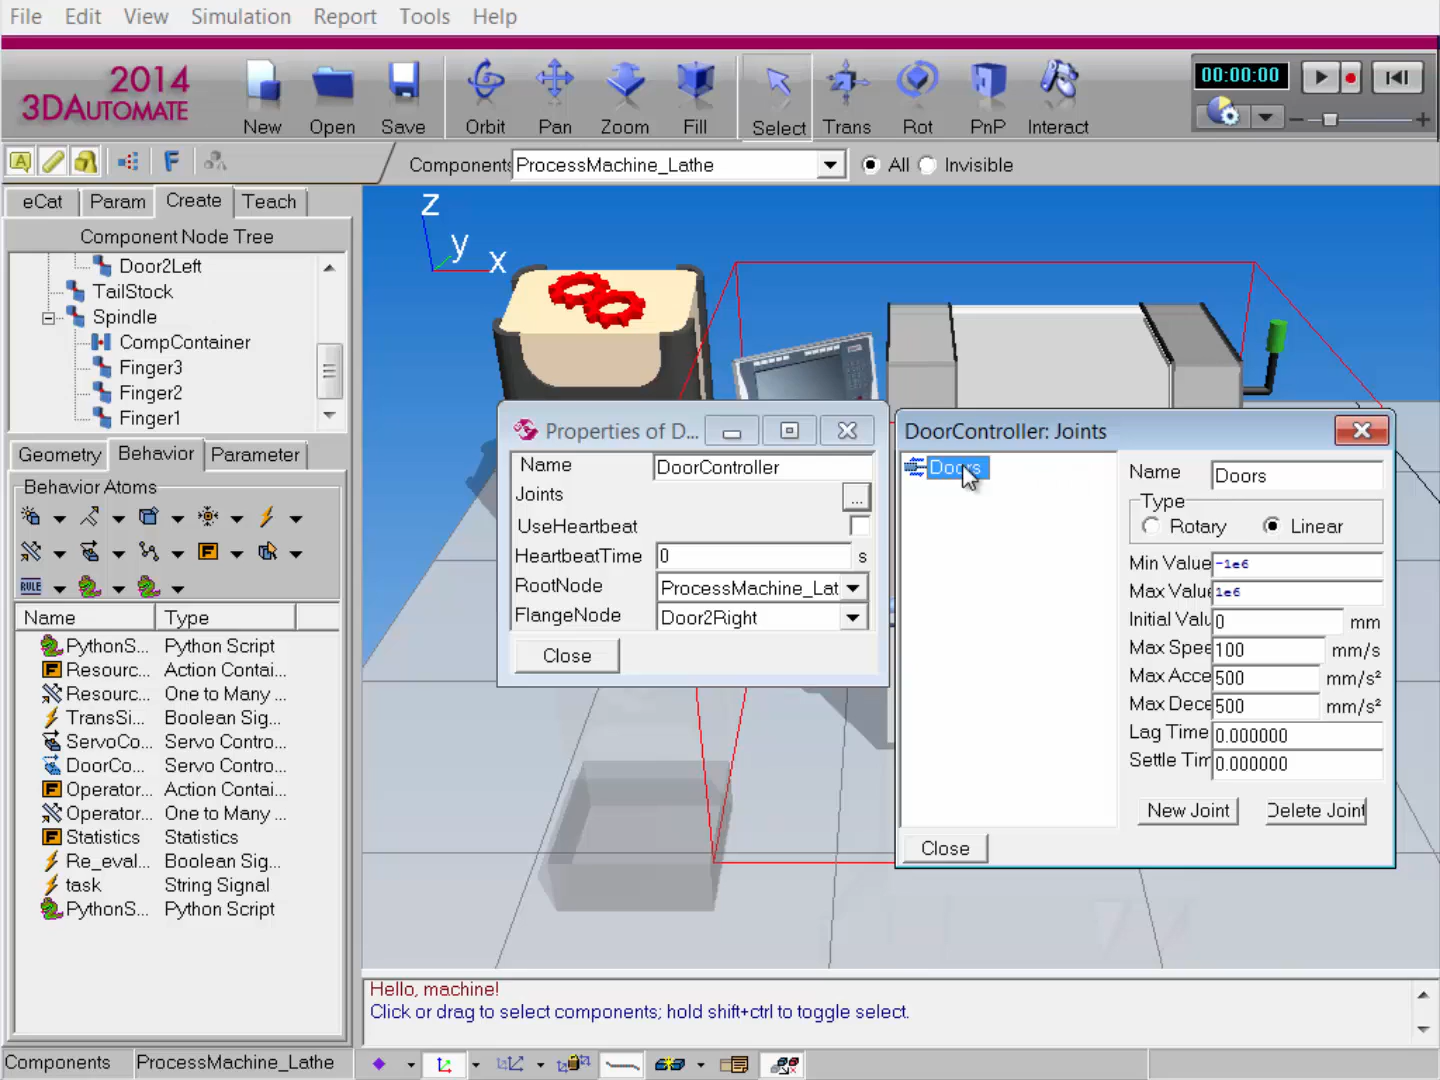 File Edit View Simulation Report Tools Help
2014
3DAUTOMATE
New Open Save Orbit Pan Zoom Fill Select Trans Rot PnP Interact
00:00:00
Components ProcessMachine_Lathe All Invisible
eCat Param Create Teach
Component Node Tree
Door2Left
TailStock
Spindle
CompContainer
Finger3
Finger2
Finger1
Geometry Behavior Parameter
Behavior Atoms
RULE
Name Type
PythonS... Python Script
Resourc... Action Contai...
Resourc... One to Many ...
TransSi... Boolean Sig...
ServoCo... Servo Contro...
DoorCo... Servo Contro...
Operator... Action Contai...
Operator... One to Many ...
Statistics Statistics
Re_eval... Boolean Sig...
task String Signal
PythonS... Python Script
z
y
x
Properties of D...
Name DoorController
Joints ...
UseHeartbeat
HeartbeatTime 0 s
RootNode ProcessMachine_Lat
FlangeNode Door2Right
Close
DoorController: Joints
Doors
Name Doors
Type
Rotary Linear
Min Value -1e6
Max Valu 1e6
Initial Valu 0 mm
Max Spee 100 mm/s
Max Acce 500 mm/s²
Max Dece 500 mm/s²
Lag Time 0.000000
Settle Tim 0.000000
New Joint Delete Joint
Close
Hello, machine!
Click or drag to select components; hold shift+ctrl to toggle select.
Components ProcessMachine_Lathe